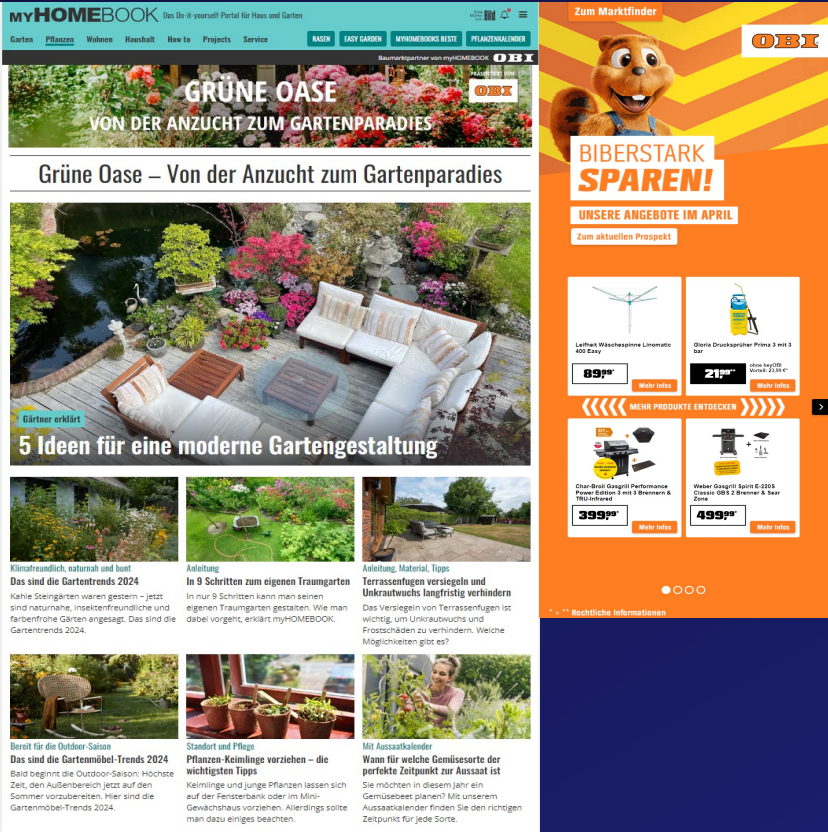 MYHOMEBOOK Das Do-it-yourself-Portal für Haus und Garten
Bild
Garten Pflanzen Wohnen Haushalt How to Projects Service RASEN EASY GARDEN MYHOMEBOOKS BESTE PFLANZENKALENDER
Baumarktpartner von myHOMEBOOK OBI
PRÄSENTIERT VON
OBI
GRÜNE OASE
VON DER ANZUCHT ZUM GARTENPARADIES
Grüne Oase – Von der Anzucht zum Gartenparadies
Gärtner erklärt
5 Ideen für eine moderne Gartengestaltung
Klimafreundlich, naturnah und bunt
Das sind die Gartentrends 2024
Kahle Steingärten waren gestern – jetzt
sind naturnahe, insektenfreundliche und
farbenfrohe Gärten angesagt. Das sind die
Gartentrends 2024.
Anleitung
In 9 Schritten zum eigenen Traumgarten
In nur 9 Schritten kann man seinen
eigenen Traumgarten gestalten. Wie man
dabei vorgeht, erklärt myHOMEBOOK.
Anleitung, Material, Tipps
Terrassenfugen versiegeln und
Unkrautwuchs langfristig verhindern
Das Versiegeln von Terrassenfugen ist
wichtig, um Unkrautwuchs und
Frostschäden zu verhindern. Welche
Möglichkeiten gibt es?
Bereit für die Outdoor-Saison
Das sind die Gartenmöbel-Trends 2024
Bald beginnt die Outdoor-Saison: Höchste
Zeit, den Außenbereich jetzt auf den
Sommer vorzubereiten. Hier sind die
Gartenmöbel-Trends 2024.
Standort und Pflege
Pflanzen-Keimlinge vorziehen – die
wichtigsten Tipps
Keimlinge und junge Pflanzen lassen sich
auf der Fensterbank oder im Mini-
Gewächshaus vorziehen. Allerdings sollte
man dazu einiges beachten.
Mit Aussaatkalender
Wann für welche Gemüsesorte der
perfekte Zeitpunkt zur Aussaat ist
Sie möchten in diesem Jahr ein
Gemüsebeet planen? Mit unserem
Aussaatkalender finden Sie den richtigen
Zeitpunkt für jede Sorte.
Zum Marktfinder
OBI
BIBERSTARK
SPAREN!
UNSERE ANGEBOTE IM APRIL
Zum aktuellen Prospekt
Leifheit Wäschespinne Linomatic
400 Easy
89,99*
Mehr Infos
Gloria Drucksprüher Prima 3 mit 3
bar
21,99**
ohne heyOBI
Vorteil: 23,99 €*
Mehr Infos
MEHR PRODUKTE ENTDECKEN
Char-Broil Gasgrill Performance
Power Edition 3 mit 3 Brennern &
TRU-Infrared
399,99*
Mehr Infos
Weber Gasgrill Spirit E-220S
Classic GBS 2 Brenner & Sear
Zone
499,99*
Mehr Infos
* + ** Rechtliche Informationen